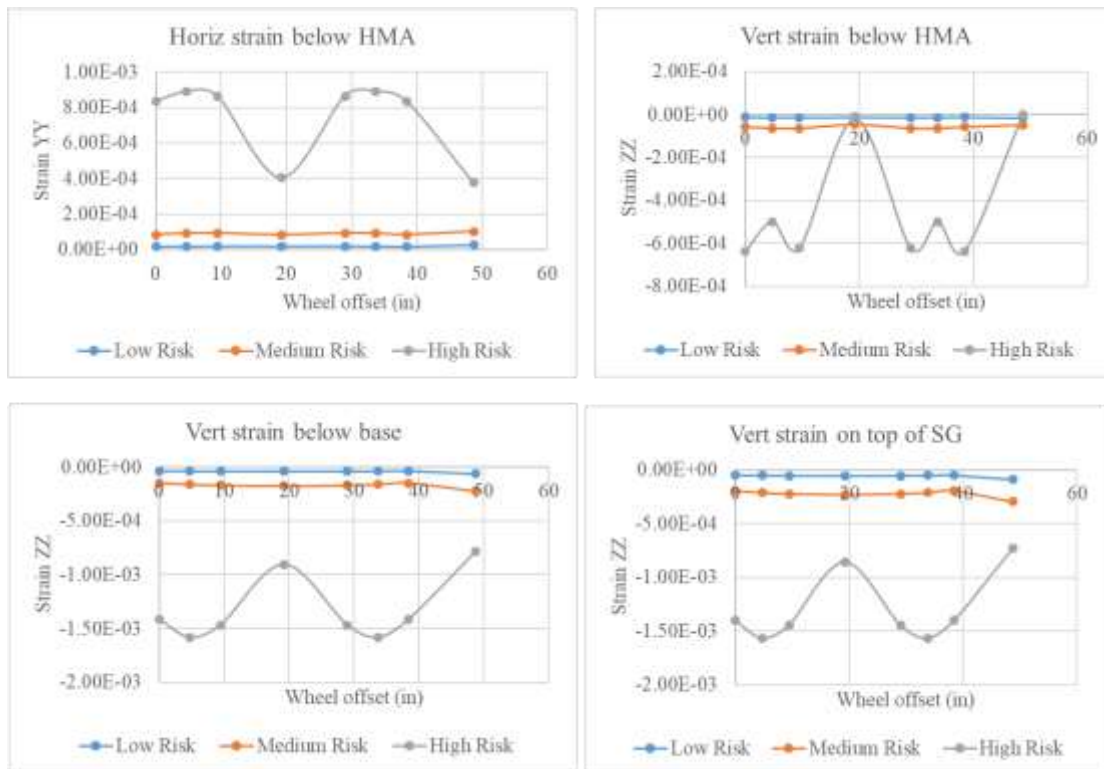 Horiz strain below HMA
1.00E-03
8.00E-04
6.00E-04
4.00E-04
2.00E-04
0.00E+00
Strain YY
0 10 20 30 40 50 60
Wheel offset (in)
Low Risk Medium Risk High Risk
Vert strain below HMA
2.00E-04
0.00E+00
-2.00E-04
-4.00E-04
-6.00E-04
-8.00E-04
Strain ZZ
0 20 40 60
Wheel offset (in)
Low Risk Medium Risk High Risk
Vert strain below base
0.00E+00
-5.00E-04
-1.00E-03
-1.50E-03
-2.00E-03
Strain ZZ
0 10 20 30 40 50 60
Wheel offset (in)
Low Risk Medium Risk High Risk
Vert strain on top of SG
0.00E+00
-5.00E-04
-1.00E-03
-1.50E-03
-2.00E-03
Strain ZZ
0 20 40 60
Wheel offset (in)
Low Risk Medium Risk High Risk